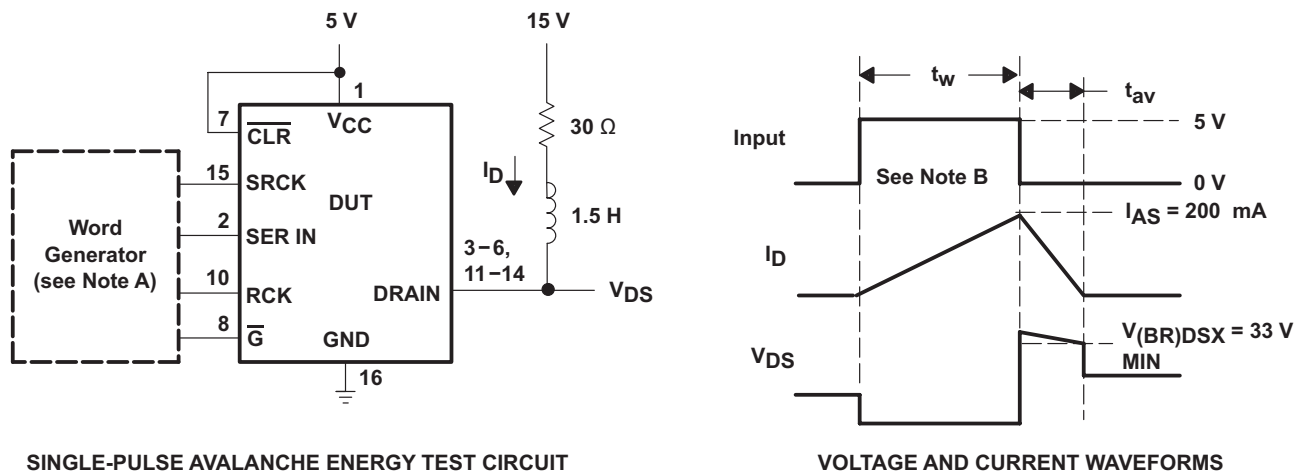 5 V
15 V
1
7
CLR
VCC
30 Ω
15
SRCK
DUT
ID
1.5 H
Word
Generator
(see Note A)
2
SER IN
3−6,
11−14
10
RCK
DRAIN
VDS
8
G
GND
16
SINGLE-PULSE AVALANCHE ENERGY TEST CIRCUIT
tw
tav
Input
5 V
See Note B
0 V
IAS = 200 mA
ID
V(BR)DSX = 33 V
MIN
VDS
VOLTAGE AND CURRENT WAVEFORMS